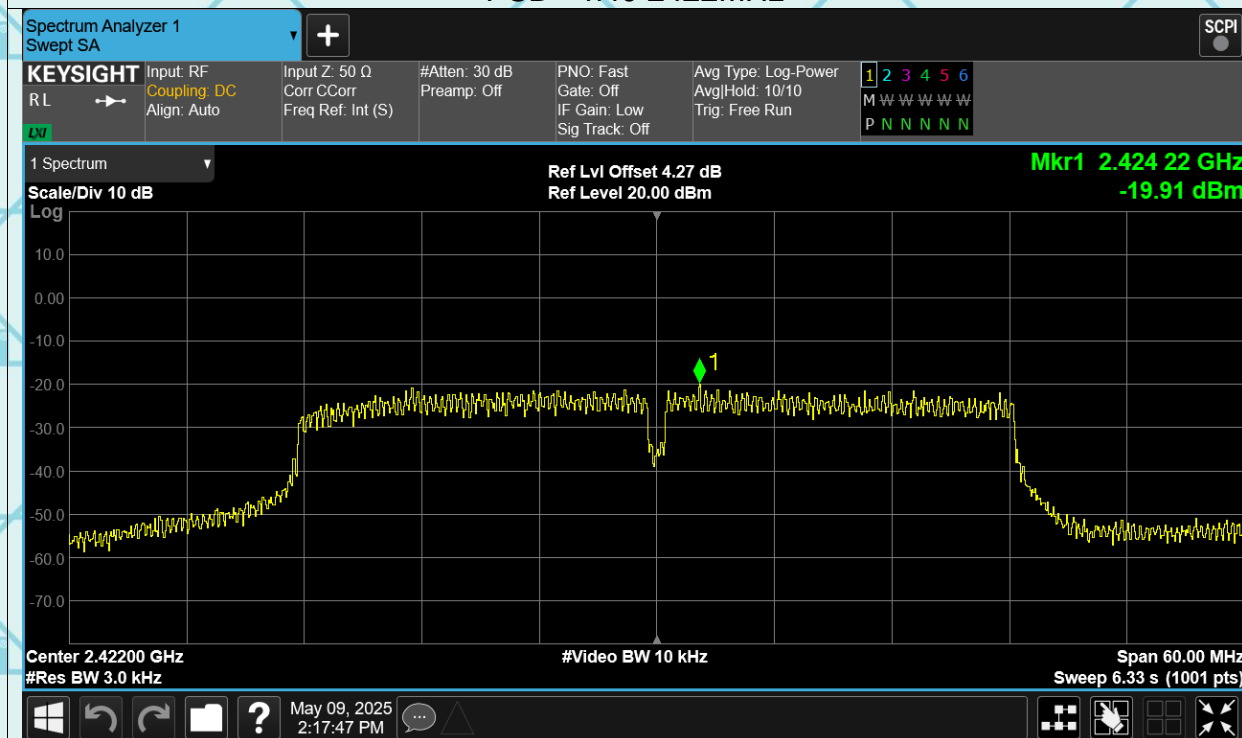 Spectrum Analyzer 1
Swept SA
+
SCPI
KEYSIGHT
RL
LXI
Input: RF
Coupling: DC
Align: Auto
Input Z: 50 Ω
Corr CCorr
Freq Ref: Int (S)
#Atten: 30 dB
Preamp: Off
PNO: Fast
Gate: Off
IF Gain: Low
Sig Track: Off
Avg Type: Log-Power
Avg|Hold: 10/10
Trig: Free Run
1 2 3 4 5 6
M W W W W W
P N N N N N
1 Spectrum
Scale/Div 10 dB
Log
Ref Lvl Offset 4.27 dB
Ref Level 20.00 dBm
Mkr1 2.424 22 GHz
-19.91 dBm
10.0
0.00
-10.0
-20.0
-30.0
-40.0
-50.0
-60.0
-70.0
1
Center 2.42200 GHz
#Res BW 3.0 kHz
#Video BW 10 kHz
Span 60.00 MHz
Sweep 6.33 s (1001 pts)
?
May 09, 2025
2:17:47 PM